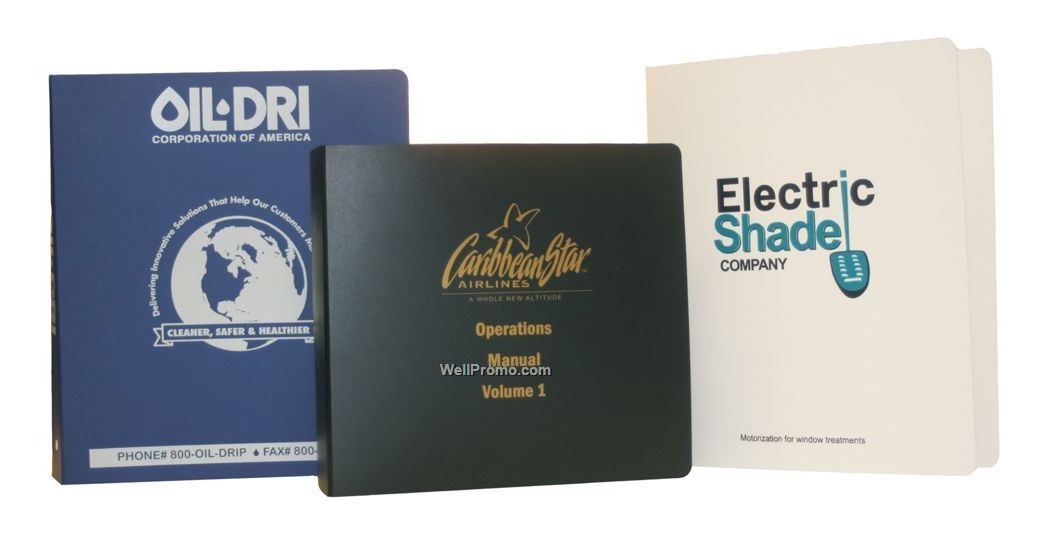 OIL·DRI
CORPORATION OF AMERICA
Delivering Innovative Solutions That Help Our Customers
CLEANER, SAFER & HEALTHIER
PHONE# 800-OIL-DRIP FAX# 800-
Caribbean Star™
AIRLINES
A WHOLE NEW ALTITUDE
Operations
Manual
WellPromo.com
Volume 1
Electric
Shade
COMPANY
Motorization for window treatments